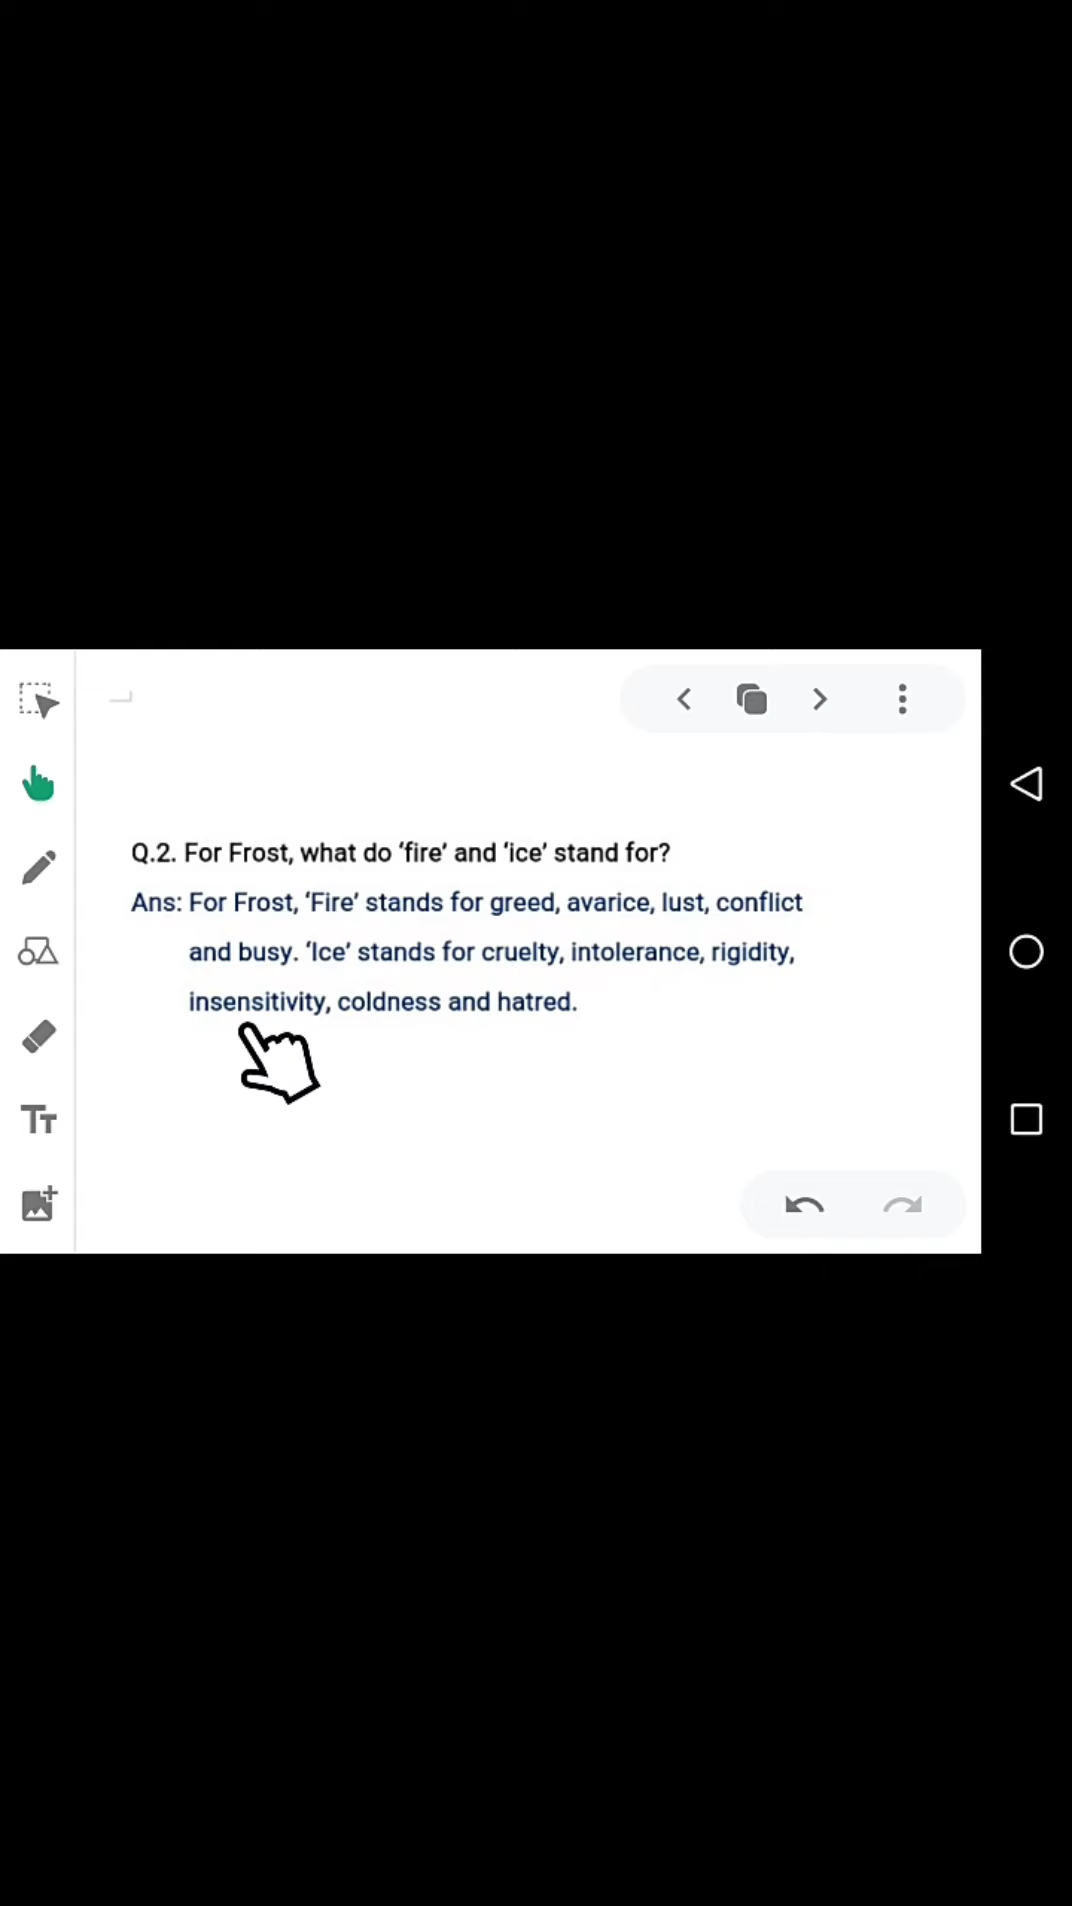 Q.2. For Frost, what do ‘fire’ and ‘ice’ stand for?
Ans: For Frost, ‘Fire’ stands for greed, avarice, lust, conflict
and busy. ‘Ice’ stands for cruelty, intolerance, rigidity,
insensitivity, coldness and hatred.